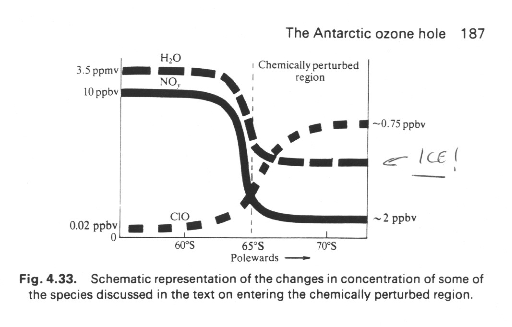 The Antarctic ozone hole 187
H₂O
Chemically perturbed
region
3.5 ppmv
NOy
10 ppbv
~0.75 ppbv
← ICE!
ClO
0.02 ppbv
~2 ppbv
0
60°S 65°S 70°S
Polewards →
Fig. 4.33. Schematic representation of the changes in concentration of some of
the species discussed in the text on entering the chemically perturbed region.